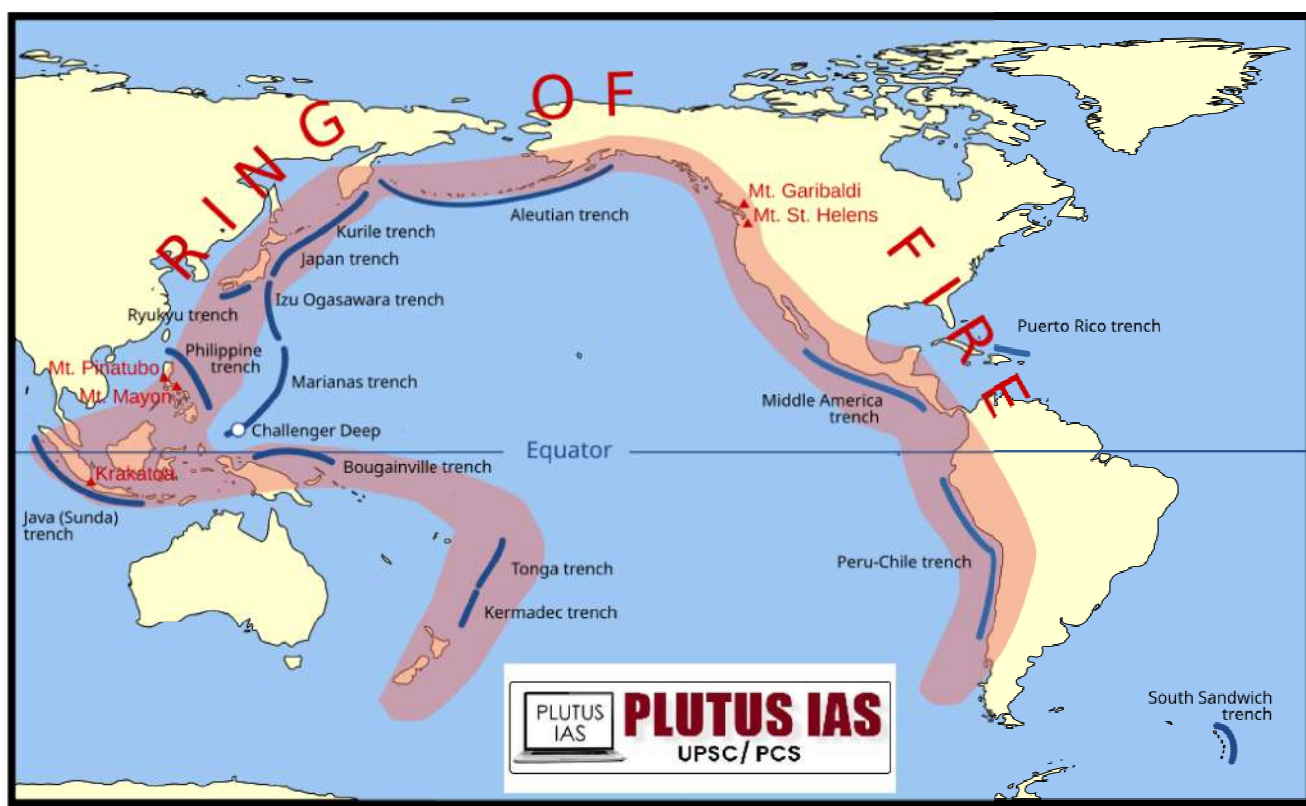 RING OF FIRE
Mt. Garibaldi
Mt. St. Helens
Aleutian trench
Kurile trench
Japan trench
Izu Ogasawara trench
Ryukyu trench
Puerto Rico trench
Philippine
trench
Mt. Pinatubo
Mt. Mayon
Marianas trench
Middle America
trench
Challenger Deep
Equator
Bougainville trench
Krakatoa
Java (Sunda)
trench
Tonga trench
Peru-Chile trench
Kermadec trench
South Sandwich
trench
PLUTUS
IAS
PLUTUS IAS
UPSC/ PCS